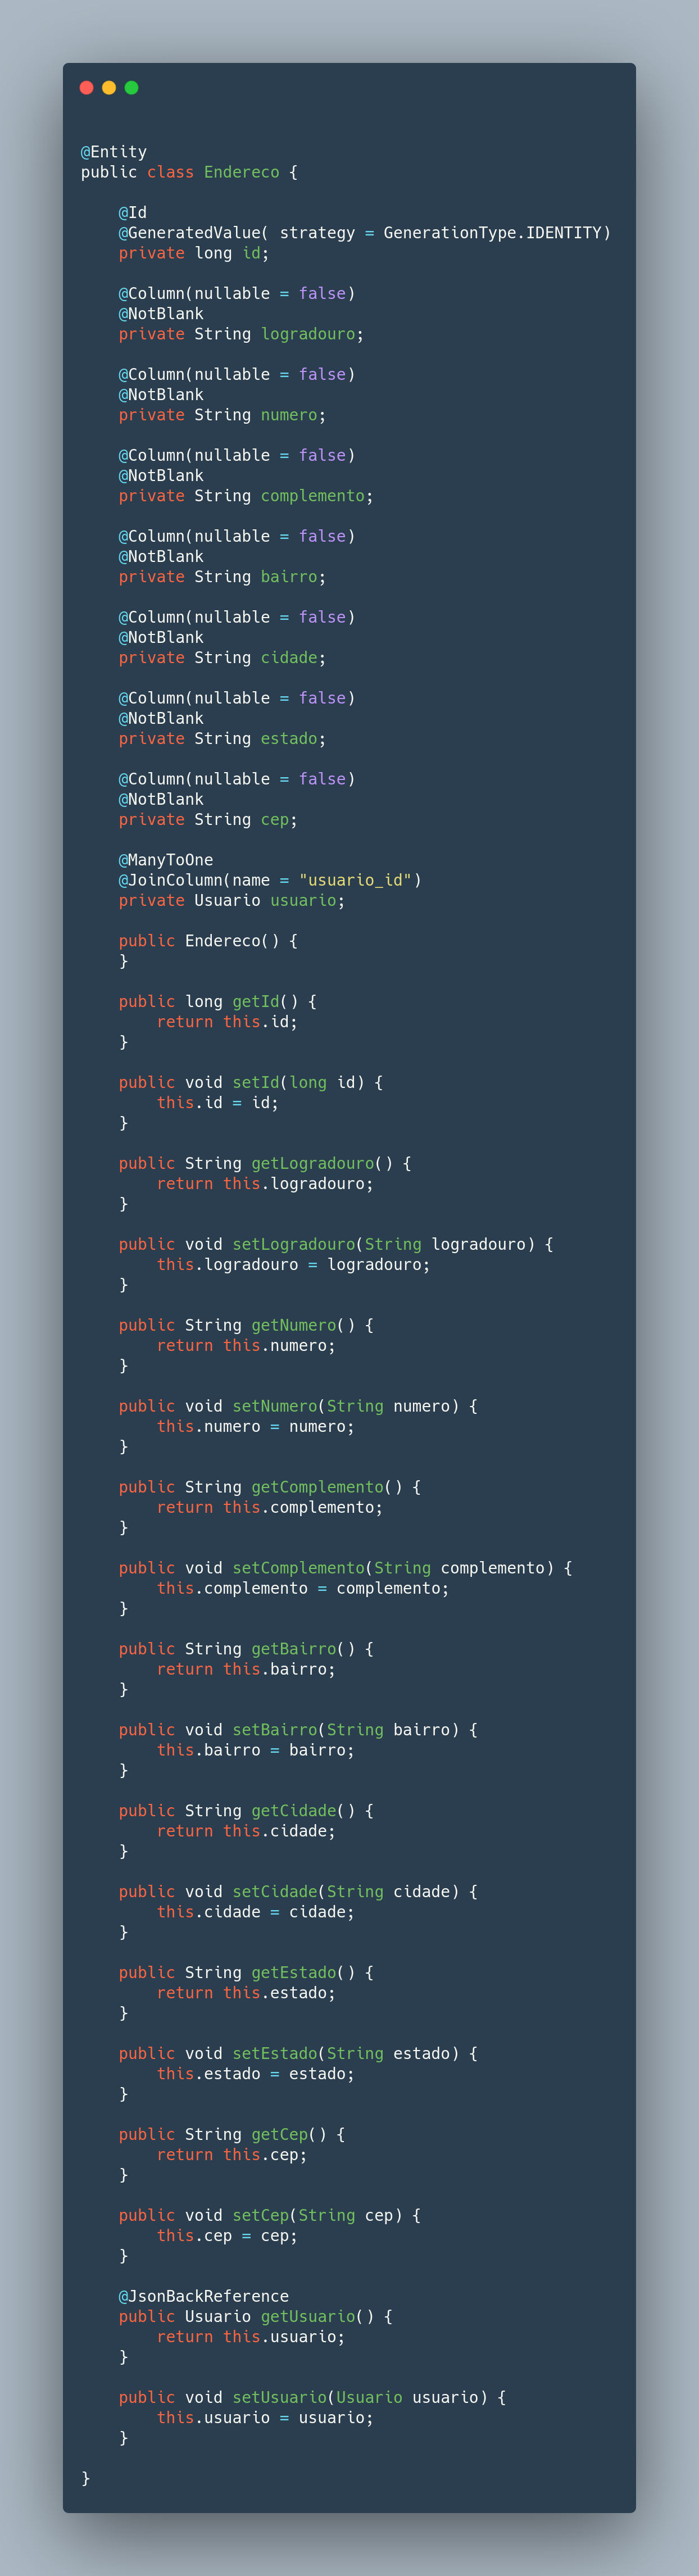 @Entity
public class Endereco {
@Id
@GeneratedValue( strategy = GenerationType.IDENTITY)
private long id;
@Column(nullable = false)
@NotBlank
private String logradouro;
@Column(nullable = false)
@NotBlank
private String numero;
@Column(nullable = false)
@NotBlank
private String complemento;
@Column(nullable = false)
@NotBlank
private String bairro;
@Column(nullable = false)
@NotBlank
private String cidade;
@Column(nullable = false)
@NotBlank
private String estado;
@Column(nullable = false)
@NotBlank
private String cep;
@ManyToOne
@JoinColumn(name = "usuario_id")
private Usuario usuario;
public Endereco() {
}
public long getId() {
return this.id;
}
public void setId(long id) {
this.id = id;
}
public String getLogradouro() {
return this.logradouro;
}
public void setLogradouro(String logradouro) {
this.logradouro = logradouro;
}
public String getNumero() {
return this.numero;
}
public void setNumero(String numero) {
this.numero = numero;
}
public String getComplemento() {
return this.complemento;
}
public void setComplemento(String complemento) {
this.complemento = complemento;
}
public String getBairro() {
return this.bairro;
}
public void setBairro(String bairro) {
this.bairro = bairro;
}
public String getCidade() {
return this.cidade;
}
public void setCidade(String cidade) {
this.cidade = cidade;
}
public String getEstado() {
return this.estado;
}
public void setEstado(String estado) {
this.estado = estado;
}
public String getCep() {
return this.cep;
}
public void setCep(String cep) {
this.cep = cep;
}
@JsonBackReference
public Usuario getUsuario() {
return this.usuario;
}
public void setUsuario(Usuario usuario) {
this.usuario = usuario;
}
}